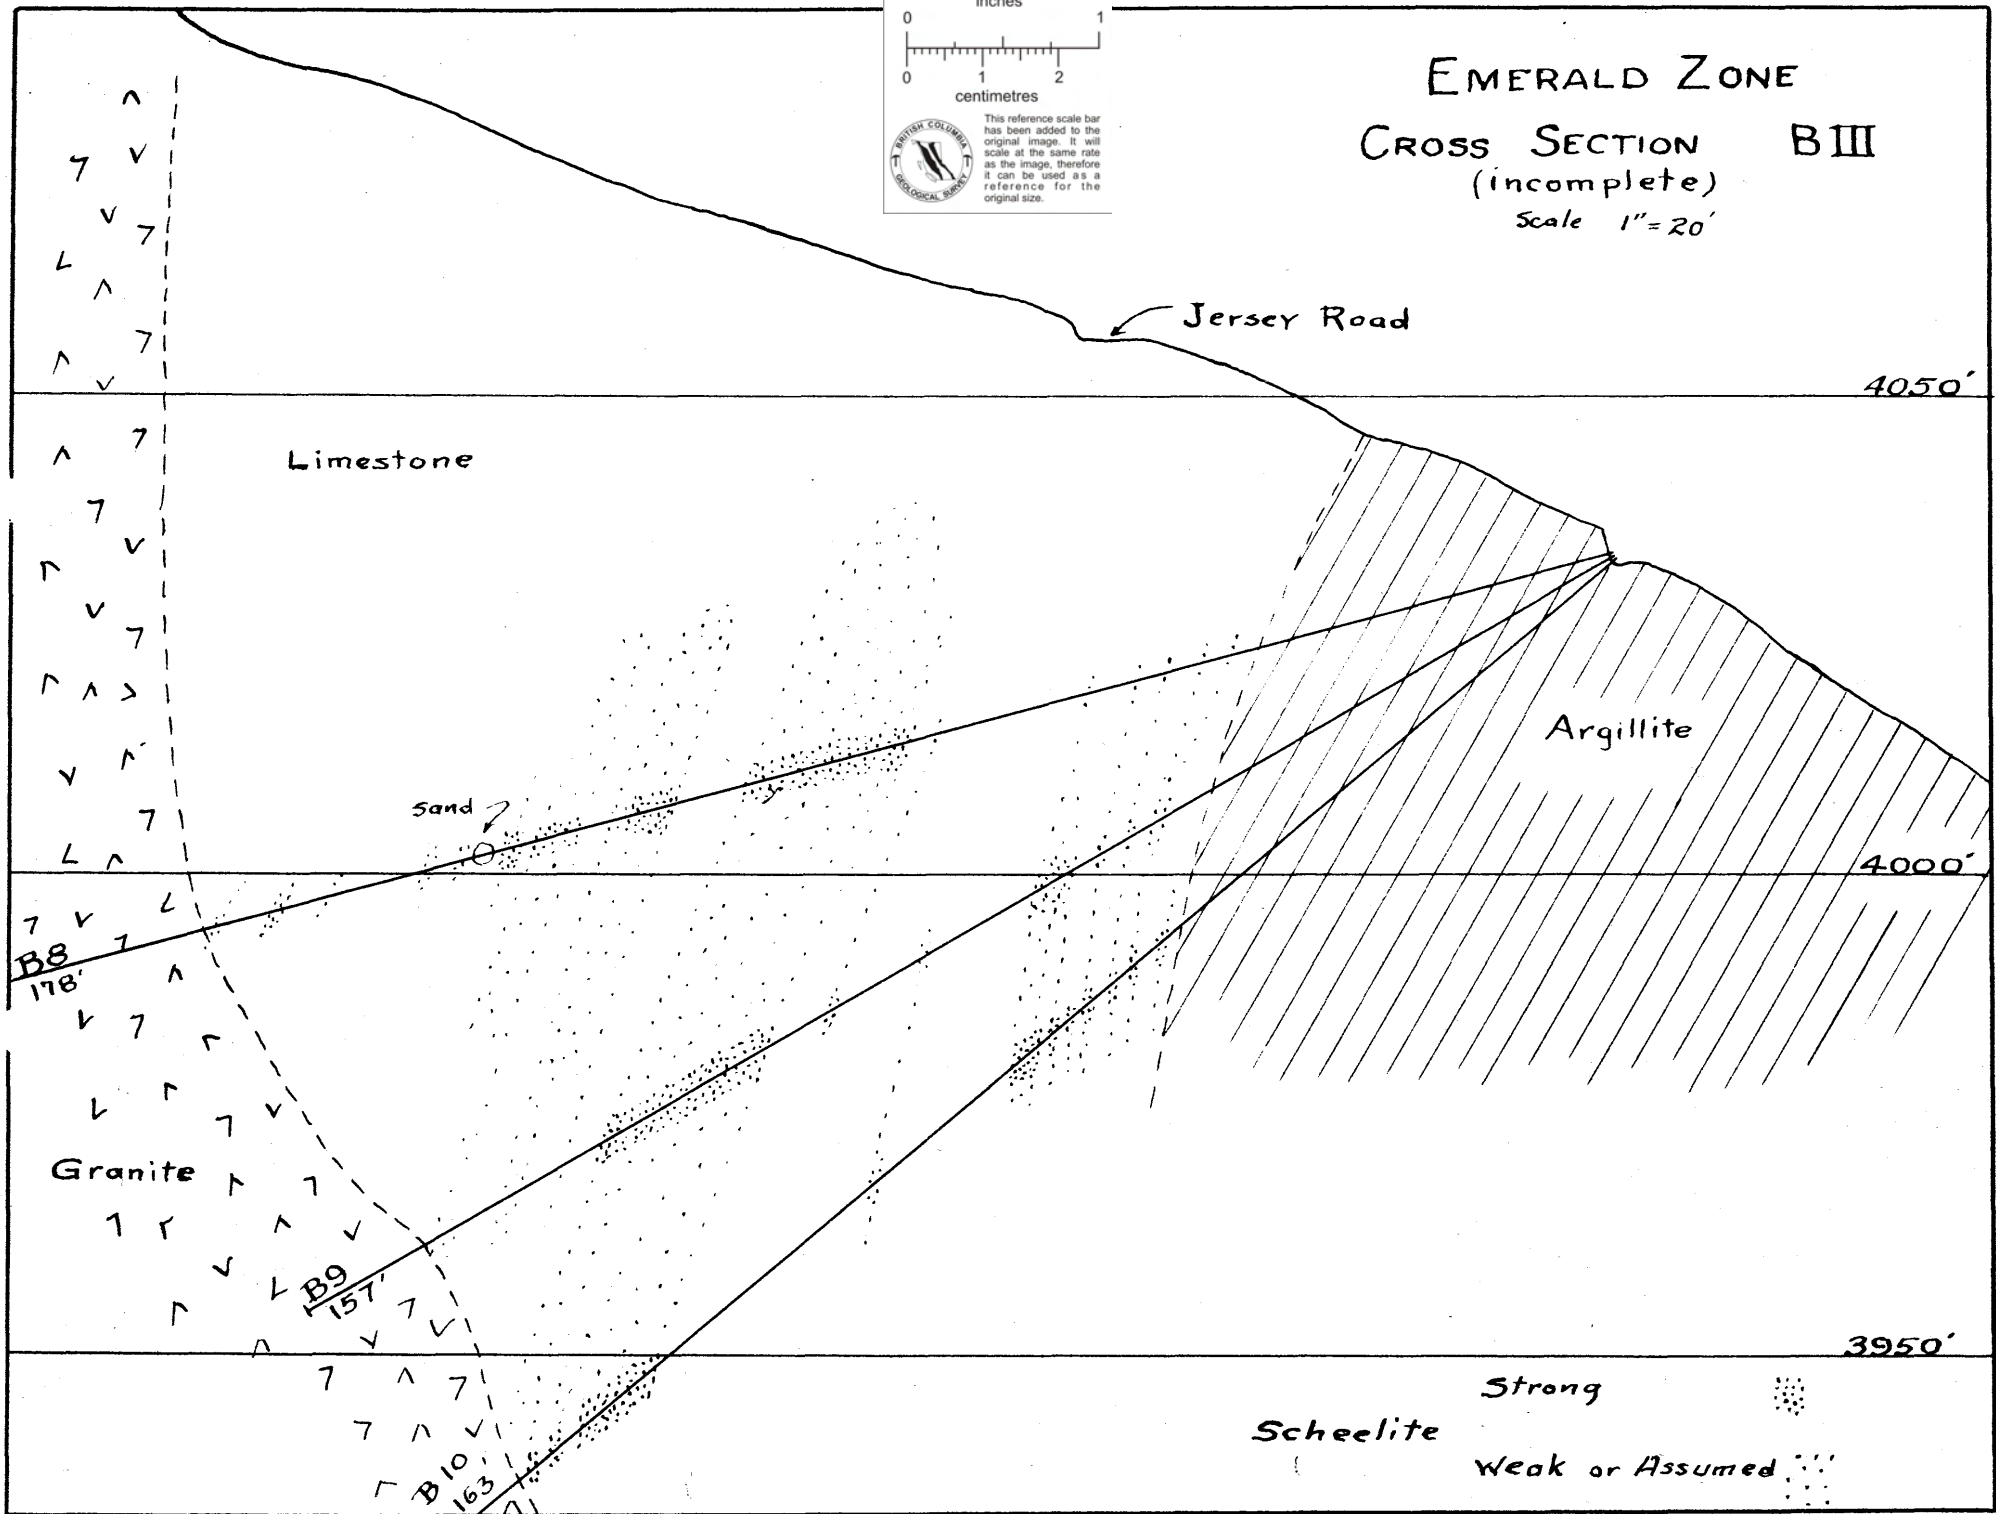 inches
0 1
0 1 2
centimetres
This reference scale bar
has been added to the
original image. It will
scale at the same rate
as the image, therefore
it can be used as a
reference for the
original size.
BRITISH COLUMBIA
GEOLOGICAL SURVEY
EMERALD ZONE
CROSS SECTION B III
(incomplete)
Scale 1" = 20'
Jersey Road
4050'
Limestone
Argillite
sand
4000'
B8
178'
Granite
B9
157'
3950'
Strong
Scheelite
Weak or Assumed
B10
163'